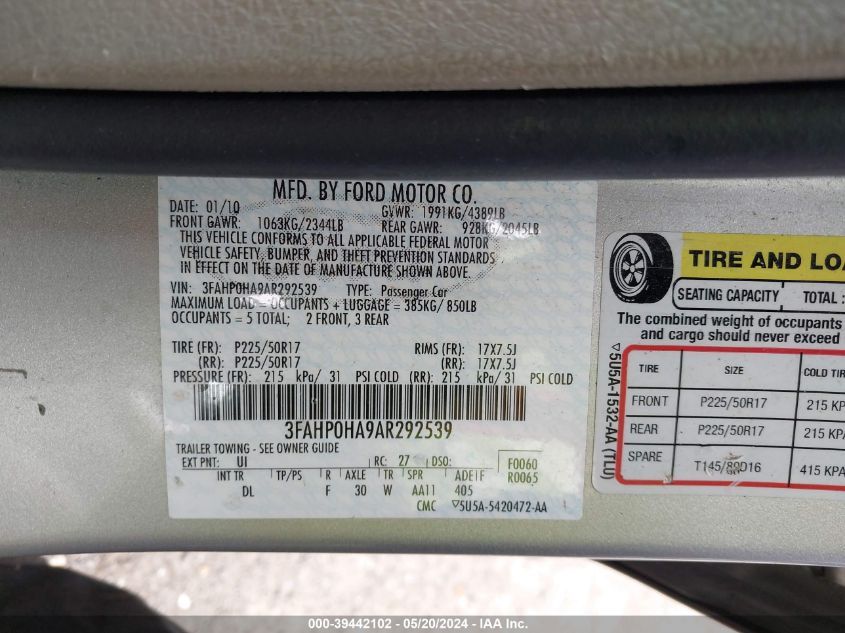 MFD. BY FORD MOTOR CO.
DATE: 01/10 GVWR: 1991KG/4389LB
FRONT GAWR: 1063KG/2344LB REAR GAWR: 928KG/2045LB
THIS VEHICLE CONFORMS TO ALL APPLICABLE FEDERAL MOTOR
VEHICLE SAFETY, BUMPER, AND THEFT PREVENTION STANDARDS
IN EFFECT ON THE DATE OF MANUFACTURE SHOWN ABOVE.
VIN: 3FAHP0HA9AR292539 TYPE: Passenger Car
MAXIMUM LOAD = OCCUPANTS + LUGGAGE = 385KG/ 850LB
OCCUPANTS = 5 TOTAL; 2 FRONT, 3 REAR
TIRE (FR): P225/50R17 RIMS (FR): 17X7.5J
(RR): P225/50R17 (RR): 17X7.5J
PRESSURE (FR): 215 kPa/ 31 PSI COLD (RR): 215 kPa/ 31 PSI COLD
3FAHP0HA9AR292539
TRAILER TOWING - SEE OWNER GUIDE
EXT PNT: UI RC: 27 DSO: F0060
R0065
INT TR TP/PS R AXLE TR SPR ADE1F
DL F 30 W AA11 405
CMC ▽5U5A-5420472-AA
TIRE AND LOA
SEATING CAPACITY TOTAL :
The combined weight of occupants
and cargo should never exceed
▽5U5A-1532-AA (TLU)
TIRE SIZE COLD TIR
FRONT P225/50R17 215 KPA
REAR P225/50R17 215 KPA
SPARE T145/80D16 415 KPA
000-39442102 - 05/20/2024 - IAA Inc.